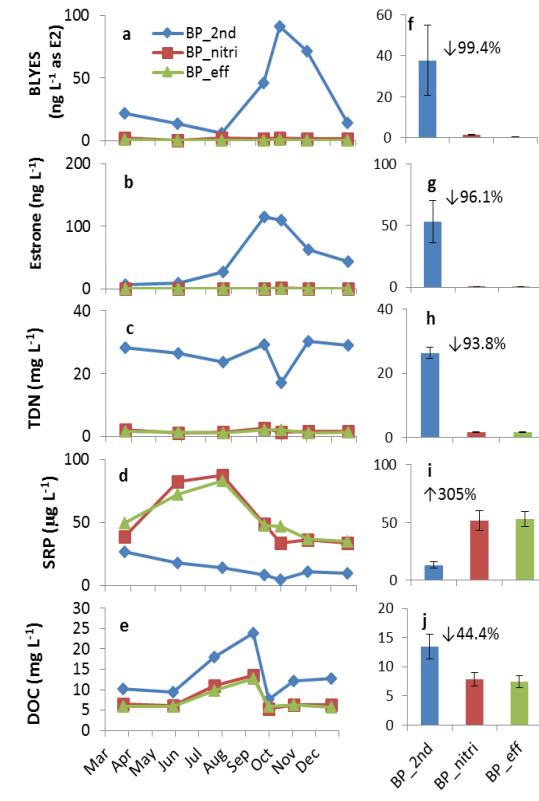 a
BP_2nd
BP_nitri
BP_eff
BLYES
(ng L⁻¹ as E2)
100
50
0
f
↓99.4%
60
40
20
0
b
Estrone (ng L⁻¹)
200
100
0
g
↓96.1%
100
50
0
c
TDN (mg L⁻¹)
40
20
0
h
↓93.8%
40
20
0
d
SRP (µg L⁻¹)
100
50
0
i
↑305%
100
50
0
e
DOC (mg L⁻¹)
30
25
20
15
10
5
0
Mar
Apr
May
Jun
Jul
Aug
Sep
Oct
Nov
Dec
j
↓44.4%
20
15
10
5
0
BP_2nd
BP_nitri
BP_eff